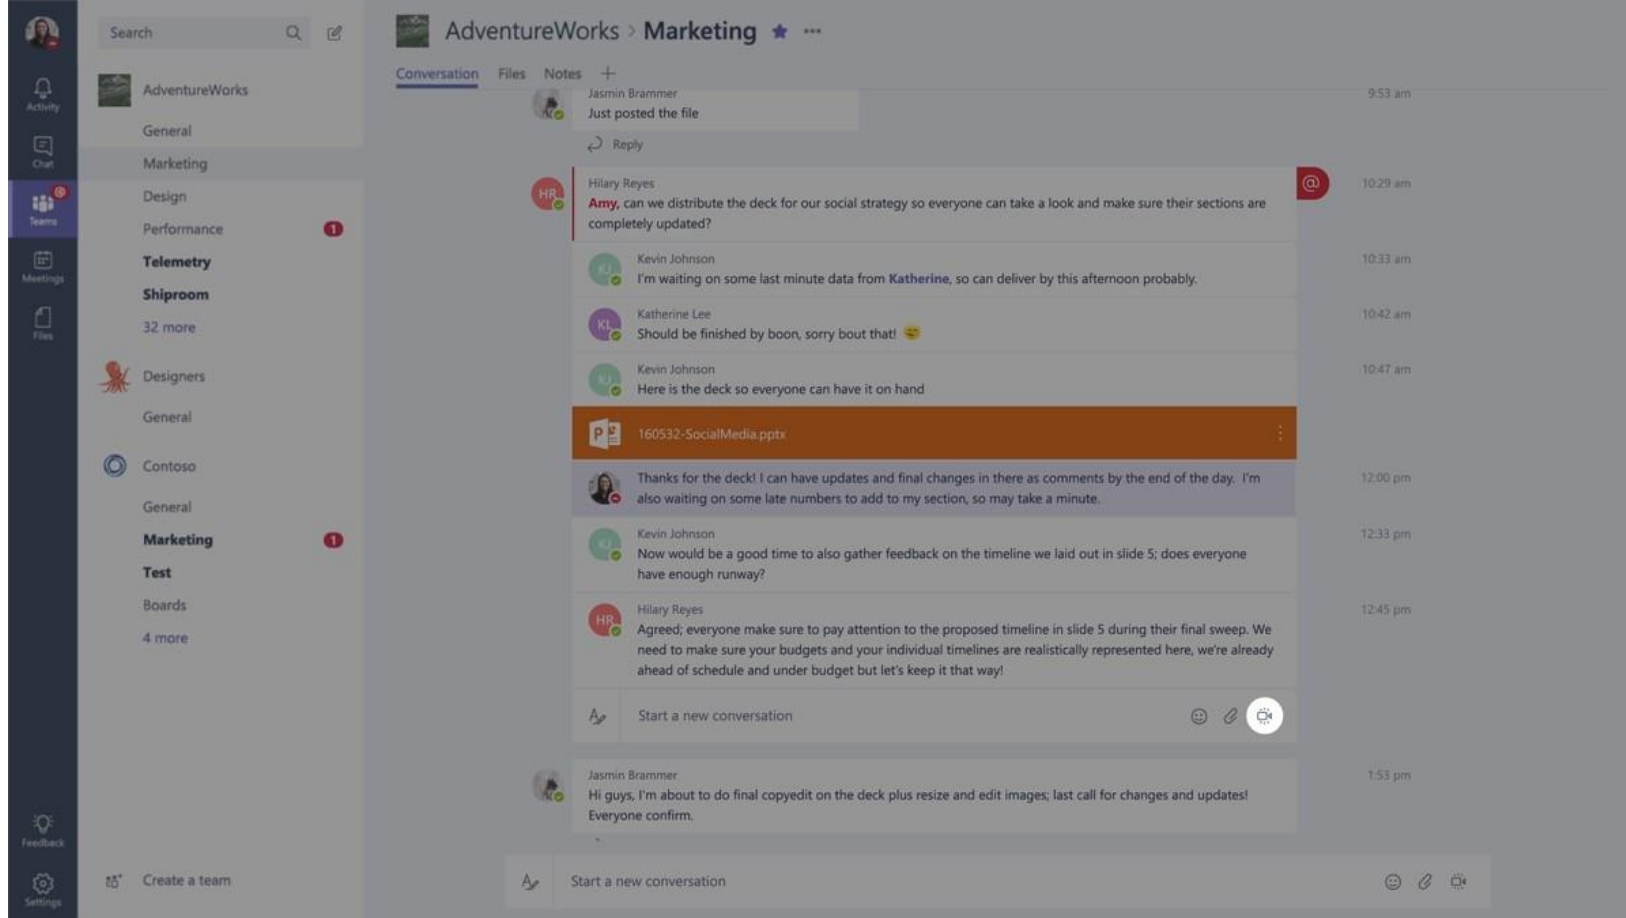 Search
Activity
Chat
Teams
Meetings
Files
Feedback
Settings
AdventureWorks
General
Marketing
Design
Performance 1
Telemetry
Shiproom
32 more
Designers
General
Contoso
General
Marketing 1
Test
Boards
4 more
Create a team
AdventureWorks > Marketing
Conversation Files Notes
Jasmin Brammer 9:53 am
Just posted the file
Reply
HR Hilary Reyes @ 10:29 am
Amy, can we distribute the deck for our social strategy so everyone can take a look and make sure their sections are
completely updated?
KJ Kevin Johnson 10:33 am
I'm waiting on some last minute data from Katherine, so can deliver by this afternoon probably.
KL Katherine Lee 10:42 am
Should be finished by boon, sorry bout that!
KJ Kevin Johnson 10:47 am
Here is the deck so everyone can have it on hand
P 160532-SocialMedia.pptx
Thanks for the deck! I can have updates and final changes in there as comments by the end of the day. I'm 12:00 pm
also waiting on some late numbers to add to my section, so may take a minute.
KJ Kevin Johnson 12:33 pm
Now would be a good time to also gather feedback on the timeline we laid out in slide 5; does everyone
have enough runway?
HR Hilary Reyes 12:45 pm
Agreed; everyone make sure to pay attention to the proposed timeline in slide 5 during their final sweep. We
need to make sure your budgets and your individual timelines are realistically represented here, we're already
ahead of schedule and under budget but let's keep it that way!
Start a new conversation
Jasmin Brammer 1:53 pm
Hi guys, I'm about to do final copyedit on the deck plus resize and edit images; last call for changes and updates!
Everyone confirm.
Start a new conversation